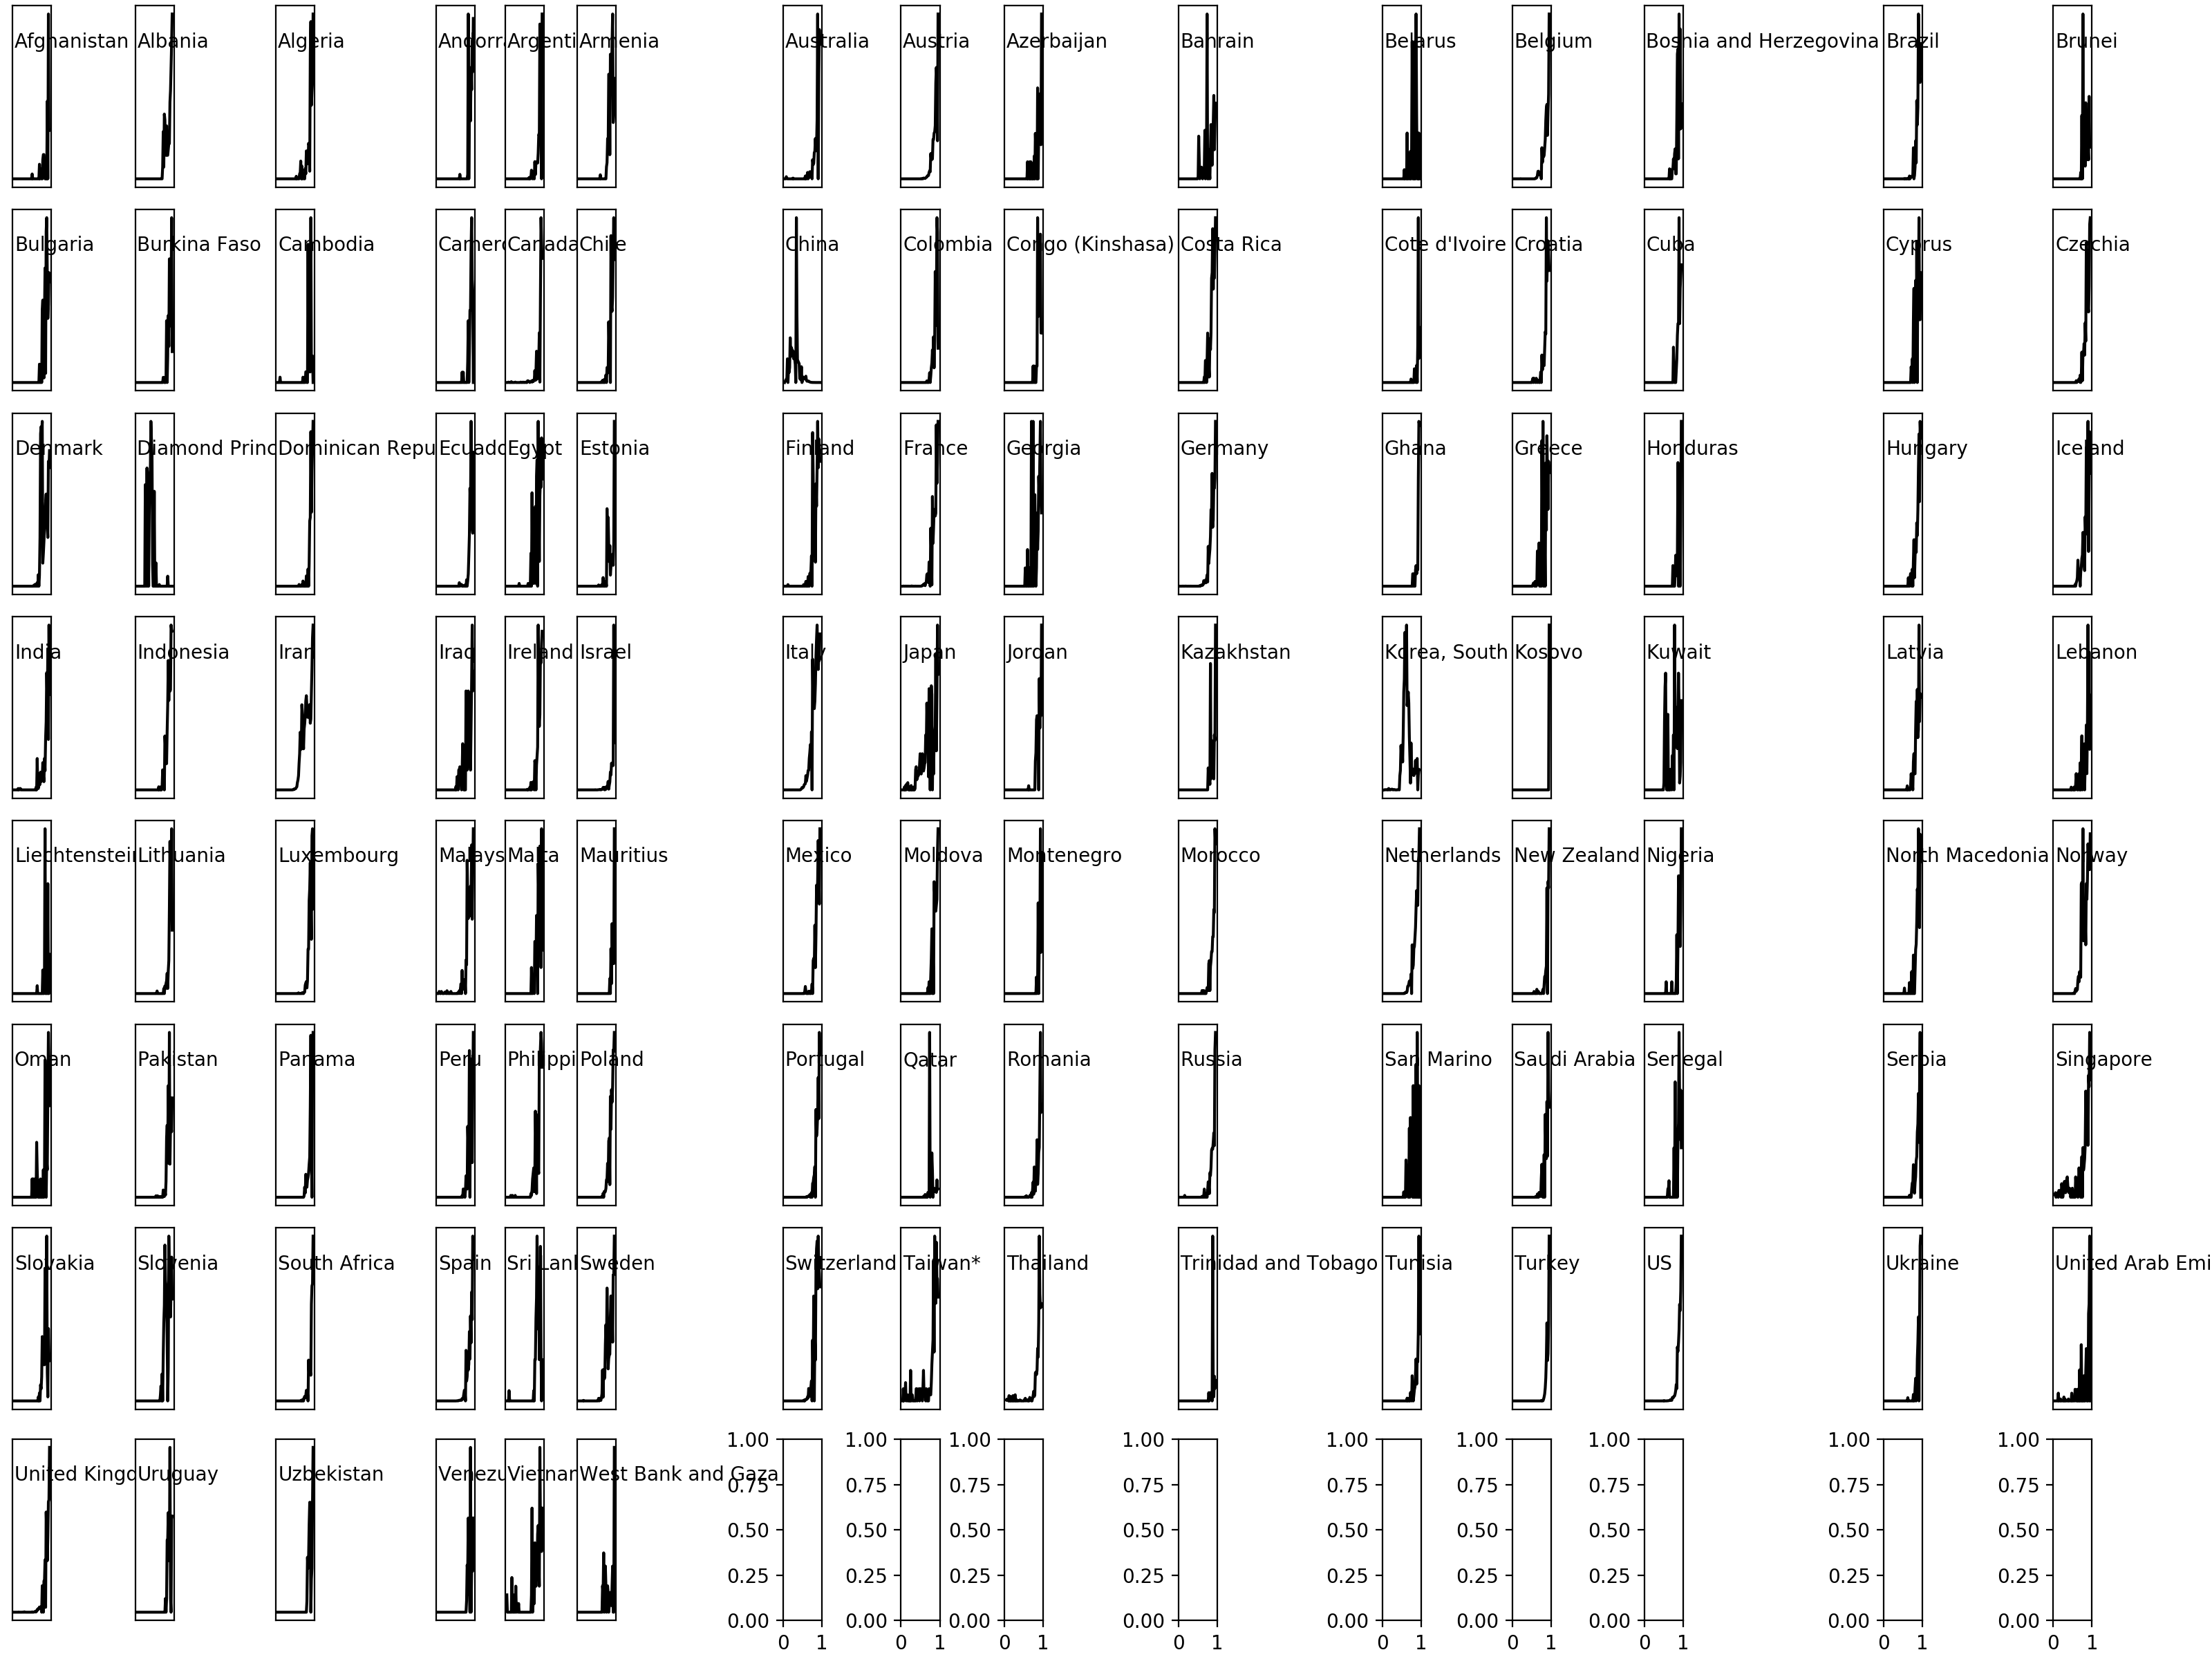 Afghanistan Albania Algeria Andorra Argenti Armenia Australia Austria Azerbaijan Bahrain Belarus Belgium Bosnia and Herzegovina Brazil Brunei
Bulgaria Burkina Faso Cambodia Camero Canada Chile China Colombia Congo (Kinshasa) Costa Rica Cote d'Ivoire Croatia Cuba Cyprus Czechia
Denmark Diamond Princ Dominican Repu Ecuado Egypt Estonia Finland France Georgia Germany Ghana Greece Honduras Hungary Iceland
India Indonesia Iran Iraq Ireland Israel Italy Japan Jordan Kazakhstan Korea, South Kosovo Kuwait Latvia Lebanon
Liechtenstein Lithuania Luxembourg Malays Malta Mauritius Mexico Moldova Montenegro Morocco Netherlands New Zealand Nigeria North Macedonia Norway
Oman Pakistan Panama Peru Philippi Poland Portugal Qatar Romania Russia San Marino Saudi Arabia Senegal Serbia Singapore
Slovakia Slovenia South Africa Spain Sri Lanl Sweden Switzerland Taiwan* Thailand Trinidad and Tobago Tunisia Turkey US Ukraine United Arab Emi
1.00 1.00 1.00 1.00 1.00 1.00 1.00 1.00 1.00
United Kingd Uruguay Uzbekistan Venezu Vietnam West Bank and Gaza
0.75 0.75 0.75 0.75 0.75 0.75 0.75 0.75 0.75
0.50 0.50 0.50 0.50 0.50 0.50 0.50 0.50 0.50
0.25 0.25 0.25 0.25 0.25 0.25 0.25 0.25 0.25
0.00 0.00 0.00 0.00 0.00 0.00 0.00 0.00 0.00
0 1 0 1 0 1 0 1 0 1 0 1 0 1 0 1 0 1